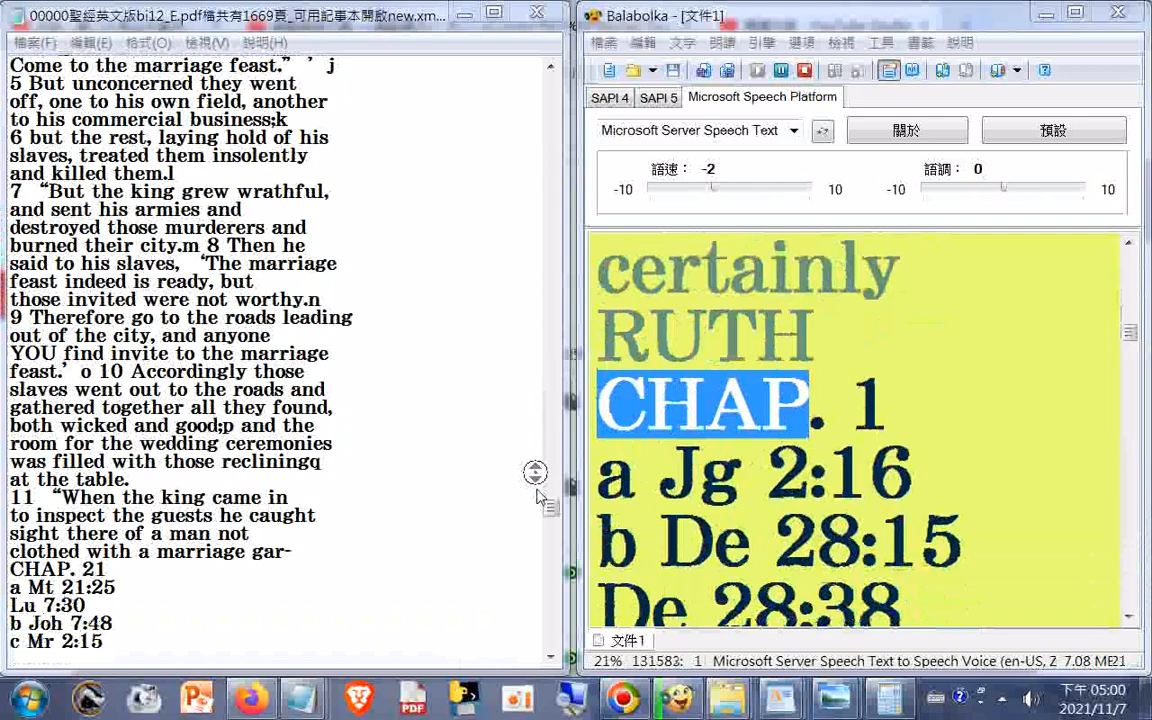 00000聖經英文版bi12_E.pdf檔共有1669頁_可用記事本開啟new.xm...
檔案(F) 編輯(E) 格式(O) 檢視(V) 說明(H)
Come to the marriage feast.” ’ j
5 But unconcerned they went
off, one to his own field, another
to his commercial business;k
6 but the rest, laying hold of his
slaves, treated them insolently
and killed them.l
7 “But the king grew wrathful,
and sent his armies and
destroyed those murderers and
burned their city.m 8 Then he
said to his slaves, ‘The marriage
feast indeed is ready, but
those invited were not worthy.n
9 Therefore go to the roads leading
out of the city, and anyone
YOU find invite to the marriage
feast.’ o 10 Accordingly those
slaves went out to the roads and
gathered together all they found,
both wicked and good;p and the
room for the wedding ceremonies
was filled with those recliningq
at the table.
11 “When the king came in
to inspect the guests he caught
sight there of a man not
clothed with a marriage gar-
CHAP. 21
a Mt 21:25
Lu 7:30
b Joh 7:48
c Mr 2:15
Balabolka - [文件1]
檔案 編輯 文字 朗讀 引擎 選項 檢視 工具 書籤 說明
SAPI 4 SAPI 5 Microsoft Speech Platform
Microsoft Server Speech Text 關於 預設
語速： -2 語調： 0
-10 10 -10 10
certainly
RUTH
CHAP. 1
a Jg 2:16
b De 28:15
De 28:38
文件1
21% 131583: 1 Microsoft Server Speech Text to Speech Voice (en-US, Z 7.08 ME21
下午 05:00
2021/11/7